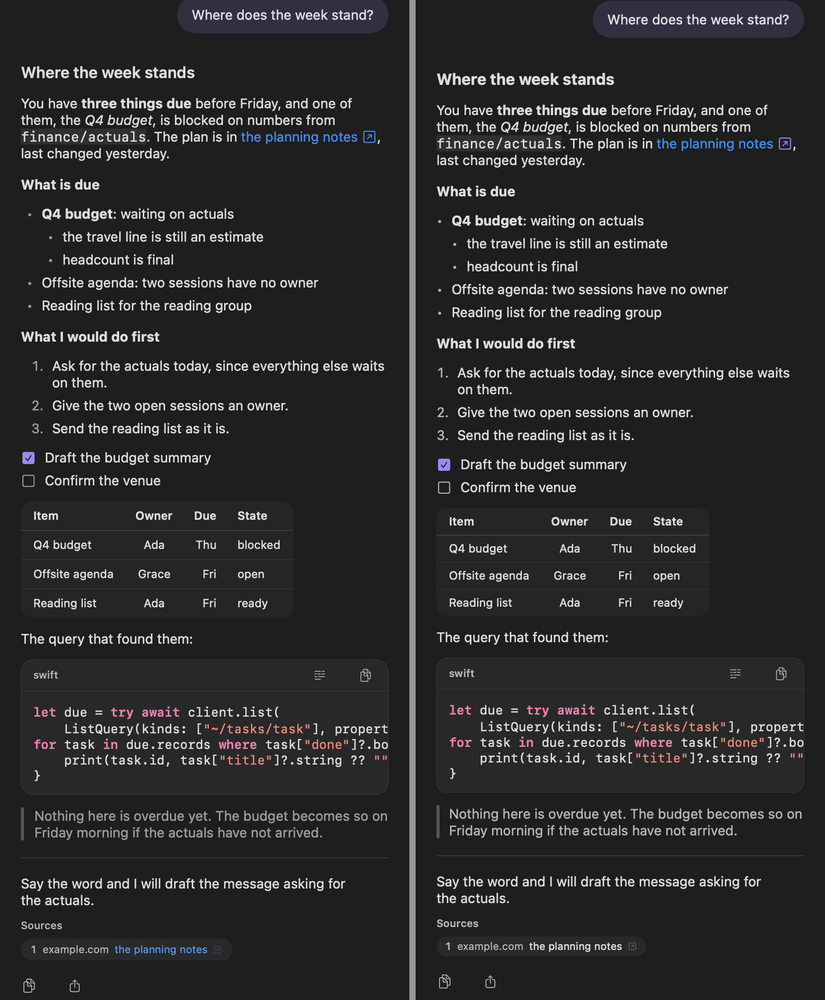 Where does the week stand?
Where the week stands
You have three things due before Friday, and one of
them, the Q4 budget, is blocked on numbers from
finance/actuals. The plan is in the planning notes,
last changed yesterday.
What is due
• Q4 budget: waiting on actuals
• the travel line is still an estimate
• headcount is final
• Offsite agenda: two sessions have no owner
• Reading list for the reading group
What I would do first
1. Ask for the actuals today, since everything else waits
on them.
2. Give the two open sessions an owner.
3. Send the reading list as it is.
Draft the budget summary
Confirm the venue
Item Owner Due State
Q4 budget Ada Thu blocked
Offsite agenda Grace Fri open
Reading list Ada Fri ready
The query that found them:
swift
let due = try await client.list(
    ListQuery(kinds: ["~/tasks/task"], propert
for task in due.records where task["done"]?.bo
    print(task.id, task["title"]?.string ?? ""
}
Nothing here is overdue yet. The budget becomes so on
Friday morning if the actuals have not arrived.
Say the word and I will draft the message asking for
the actuals.
Sources
1 example.com the planning notes
Where does the week stand?
Where the week stands
You have three things due before Friday, and one of
them, the Q4 budget, is blocked on numbers from
finance/actuals. The plan is in the planning notes,
last changed yesterday.
What is due
• Q4 budget: waiting on actuals
• the travel line is still an estimate
• headcount is final
• Offsite agenda: two sessions have no owner
• Reading list for the reading group
What I would do first
1. Ask for the actuals today, since everything else waits
on them.
2. Give the two open sessions an owner.
3. Send the reading list as it is.
Draft the budget summary
Confirm the venue
Item Owner Due State
Q4 budget Ada Thu blocked
Offsite agenda Grace Fri open
Reading list Ada Fri ready
The query that found them:
swift
let due = try await client.list(
    ListQuery(kinds: ["~/tasks/task"], propert
for task in due.records where task["done"]?.bo
    print(task.id, task["title"]?.string ?? ""
}
Nothing here is overdue yet. The budget becomes so on
Friday morning if the actuals have not arrived.
Say the word and I will draft the message asking for
the actuals.
Sources
1 example.com the planning notes